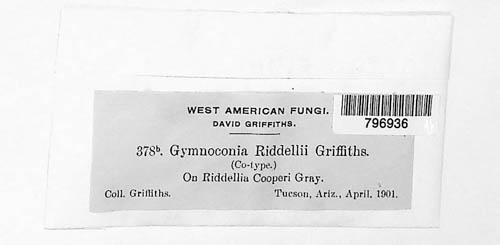 WEST AMERICAN FUNGI.
DAVID GRIFFITHS.
796936
378b. Gymnoconia Riddellii Griffiths.
(Co-type.)
On Riddellia Cooperi Gray.
Coll. Griffiths. Tucson, Ariz., April, 1901.